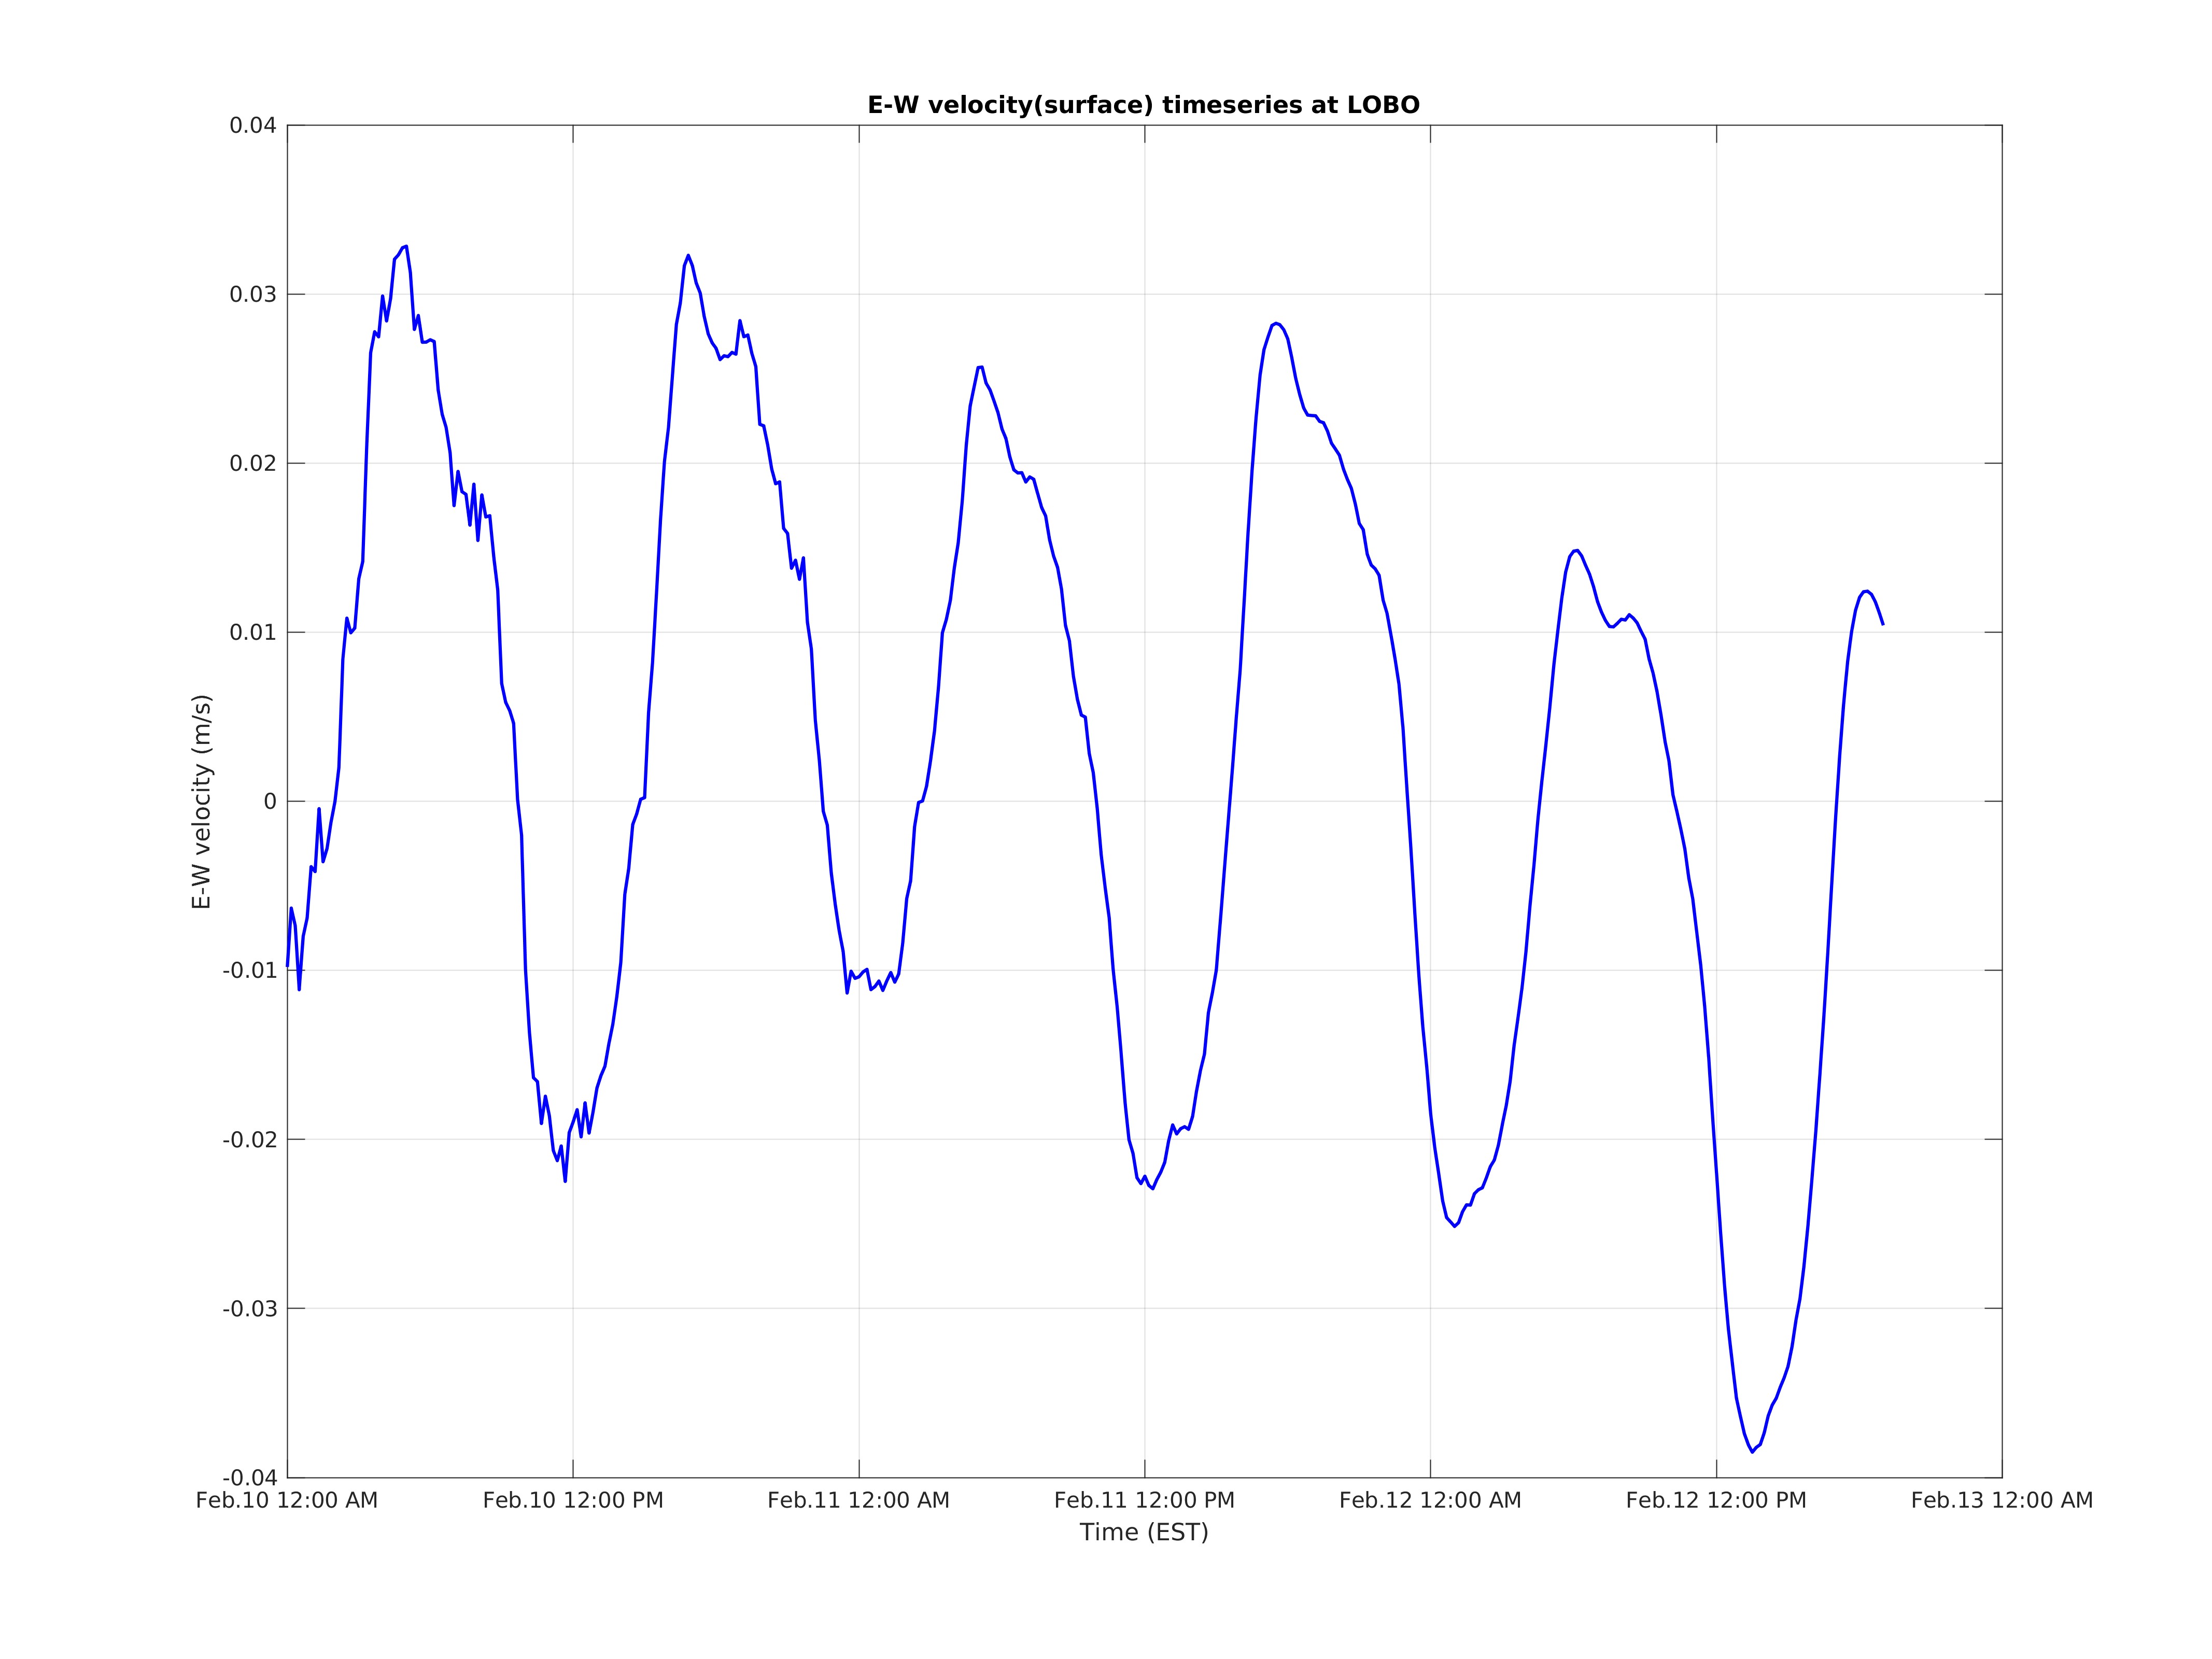 E-W velocity(surface) timeseries at LOBO
0.04
0.03
0.02
0.01
0
-0.01
-0.02
-0.03
-0.04
E-W velocity (m/s)
Feb.10 12:00 AM Feb.10 12:00 PM Feb.11 12:00 AM Feb.11 12:00 PM Feb.12 12:00 AM Feb.12 12:00 PM Feb.13 12:00 AM
Time (EST)